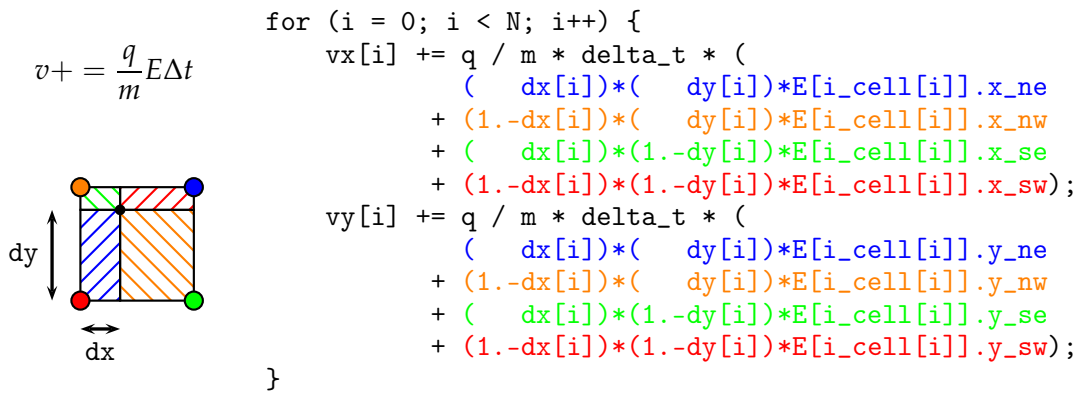 v+ = q/m EΔt
dy
dx
for (i = 0; i < N; i++) {
    vx[i] += q / m * delta_t * (
            (   dx[i])*(   dy[i])*E[i_cell[i]].x_ne
          + (1.-dx[i])*(   dy[i])*E[i_cell[i]].x_nw
          + (   dx[i])*(1.-dy[i])*E[i_cell[i]].x_se
          + (1.-dx[i])*(1.-dy[i])*E[i_cell[i]].x_sw);
    vy[i] += q / m * delta_t * (
            (   dx[i])*(   dy[i])*E[i_cell[i]].y_ne
          + (1.-dx[i])*(   dy[i])*E[i_cell[i]].y_nw
          + (   dx[i])*(1.-dy[i])*E[i_cell[i]].y_se
          + (1.-dx[i])*(1.-dy[i])*E[i_cell[i]].y_sw);
}